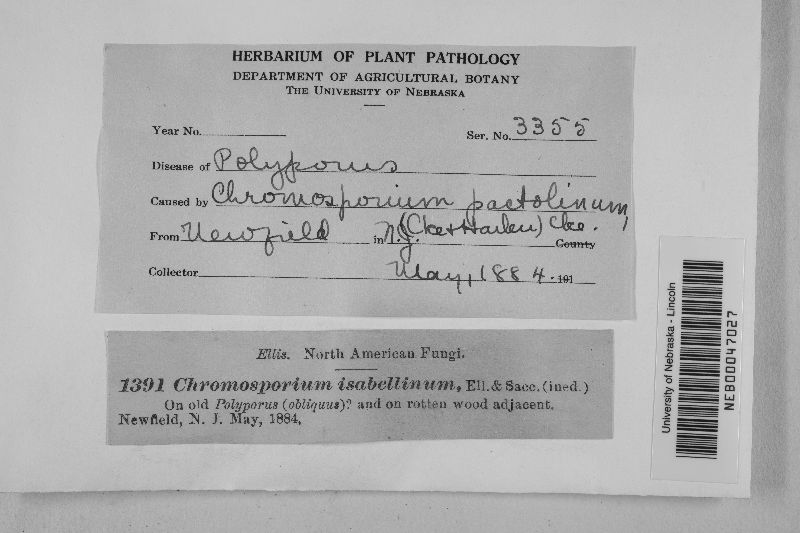 HERBARIUM OF PLANT PATHOLOGY
DEPARTMENT OF AGRICULTURAL BOTANY
THE UNIVERSITY OF NEBRASKA
Year No.
Ser. No. 3355
Disease of Polyporus
Caused by Chromosporium pactolinum,
(Cke & Harkn) Cke.
From Newfield in N.J. County
Collector May, 1884. 191
Ellis. North American Fungi.
1391 Chromosporium isabellinum, Ell. & Sacc. (ined.)
On old Polyporus (obliquus)? and on rotten wood adjacent.
Newfield, N. J. May, 1884.
University of Nebraska - Lincoln
NEB00047027